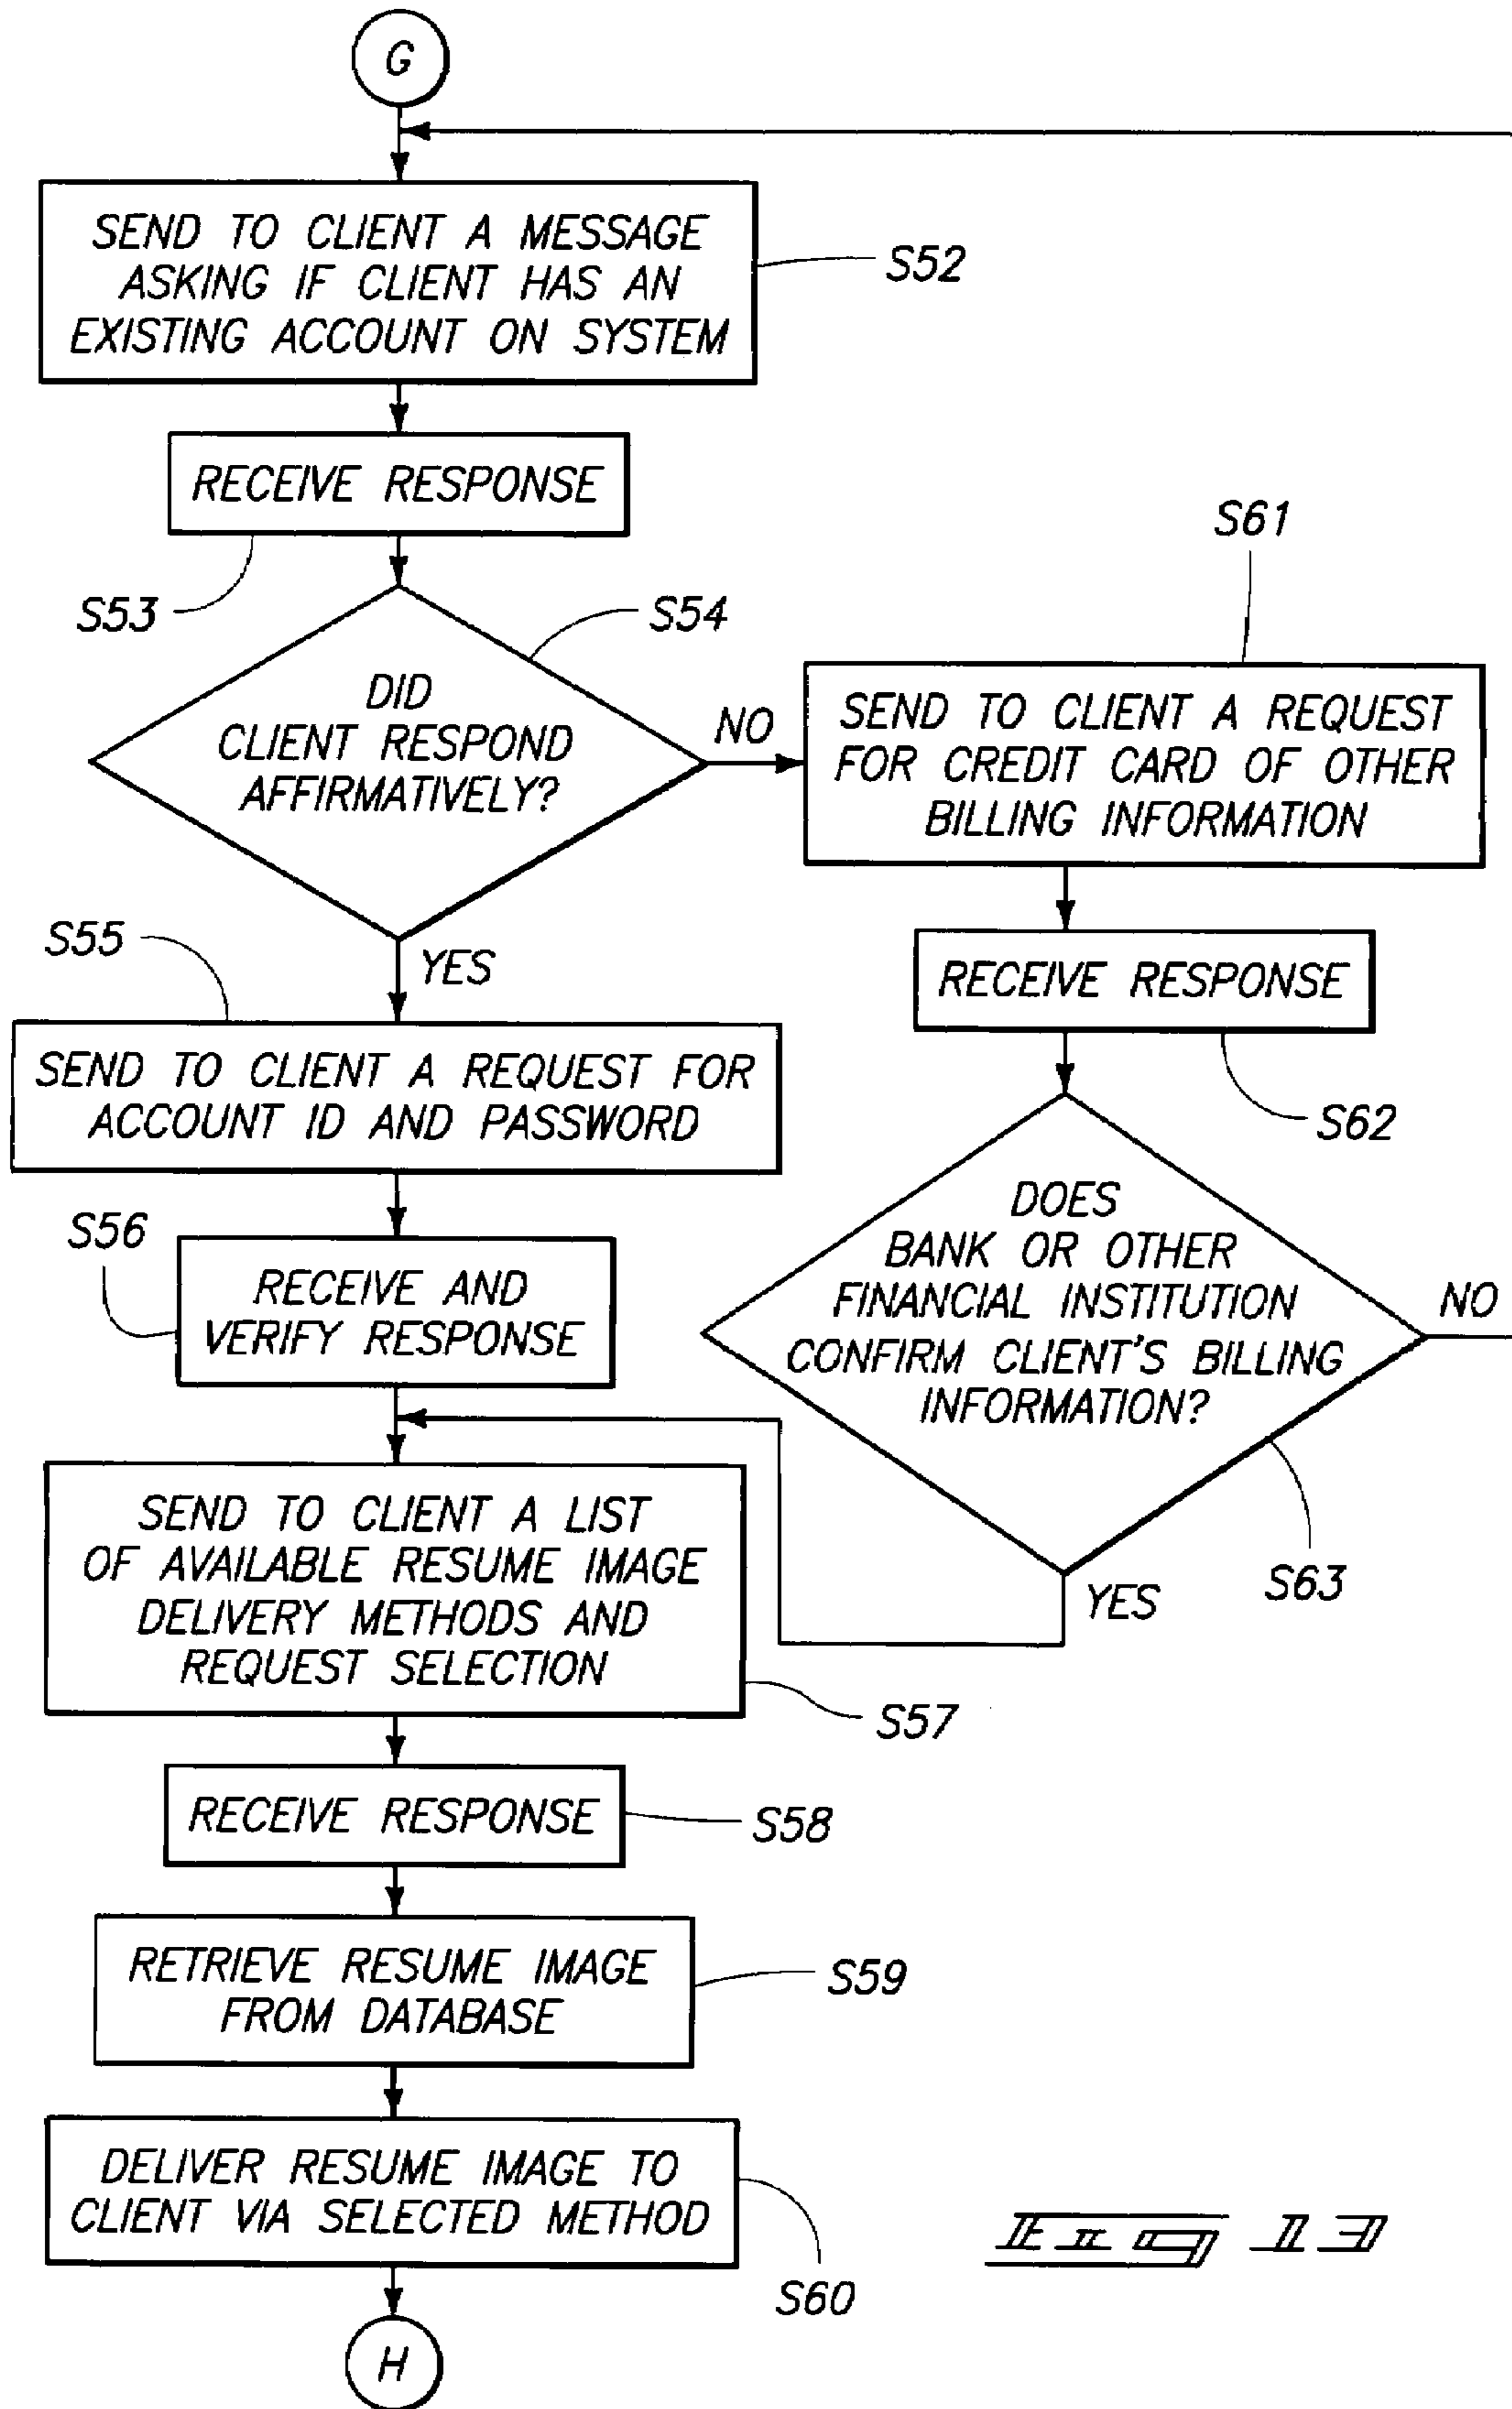 G
SEND TO CLIENT A MESSAGE
ASKING IF CLIENT HAS AN
EXISTING ACCOUNT ON SYSTEM
S52
RECEIVE RESPONSE
S53
S54
DID
CLIENT RESPOND
AFFIRMATIVELY?
NO
S61
SEND TO CLIENT A REQUEST
FOR CREDIT CARD OF OTHER
BILLING INFORMATION
S55
YES
RECEIVE RESPONSE
S62
SEND TO CLIENT A REQUEST FOR
ACCOUNT ID AND PASSWORD
S56
RECEIVE AND
VERIFY RESPONSE
DOES
BANK OR OTHER
FINANCIAL INSTITUTION
CONFIRM CLIENT'S BILLING
INFORMATION?
NO
S63
YES
SEND TO CLIENT A LIST
OF AVAILABLE RESUME IMAGE
DELIVERY METHODS AND
REQUEST SELECTION
S57
RECEIVE RESPONSE
S58
RETRIEVE RESUME IMAGE
FROM DATABASE
S59
DELIVER RESUME IMAGE TO
CLIENT VIA SELECTED METHOD
S60
H
Fig 13